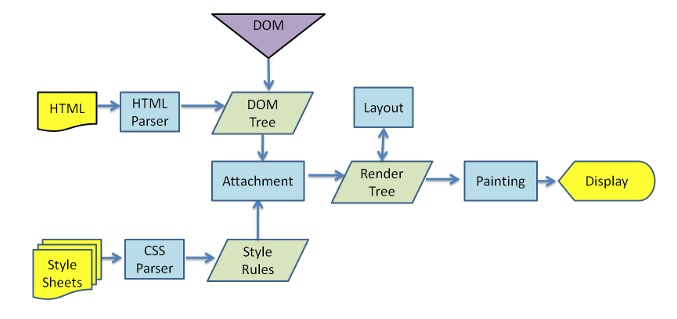 DOM
HTML
HTML
Parser
DOM
Tree
Layout
Attachment
Render
Tree
Painting
Display
Style
Sheets
CSS
Parser
Style
Rules